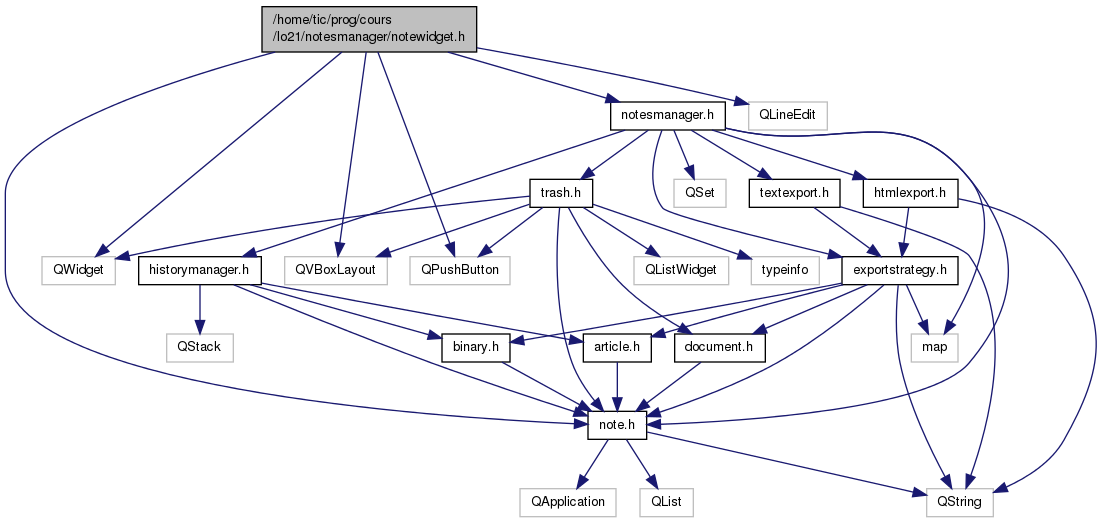 /home/tic/prog/cours
/lo21/notesmanager/notewidget.h
notesmanager.h
QLineEdit
trash.h
QSet
textexport.h
htmlexport.h
QWidget
historymanager.h
QVBoxLayout
QPushButton
QListWidget
typeinfo
exportstrategy.h
QStack
binary.h
article.h
document.h
map
note.h
QApplication
QList
QString